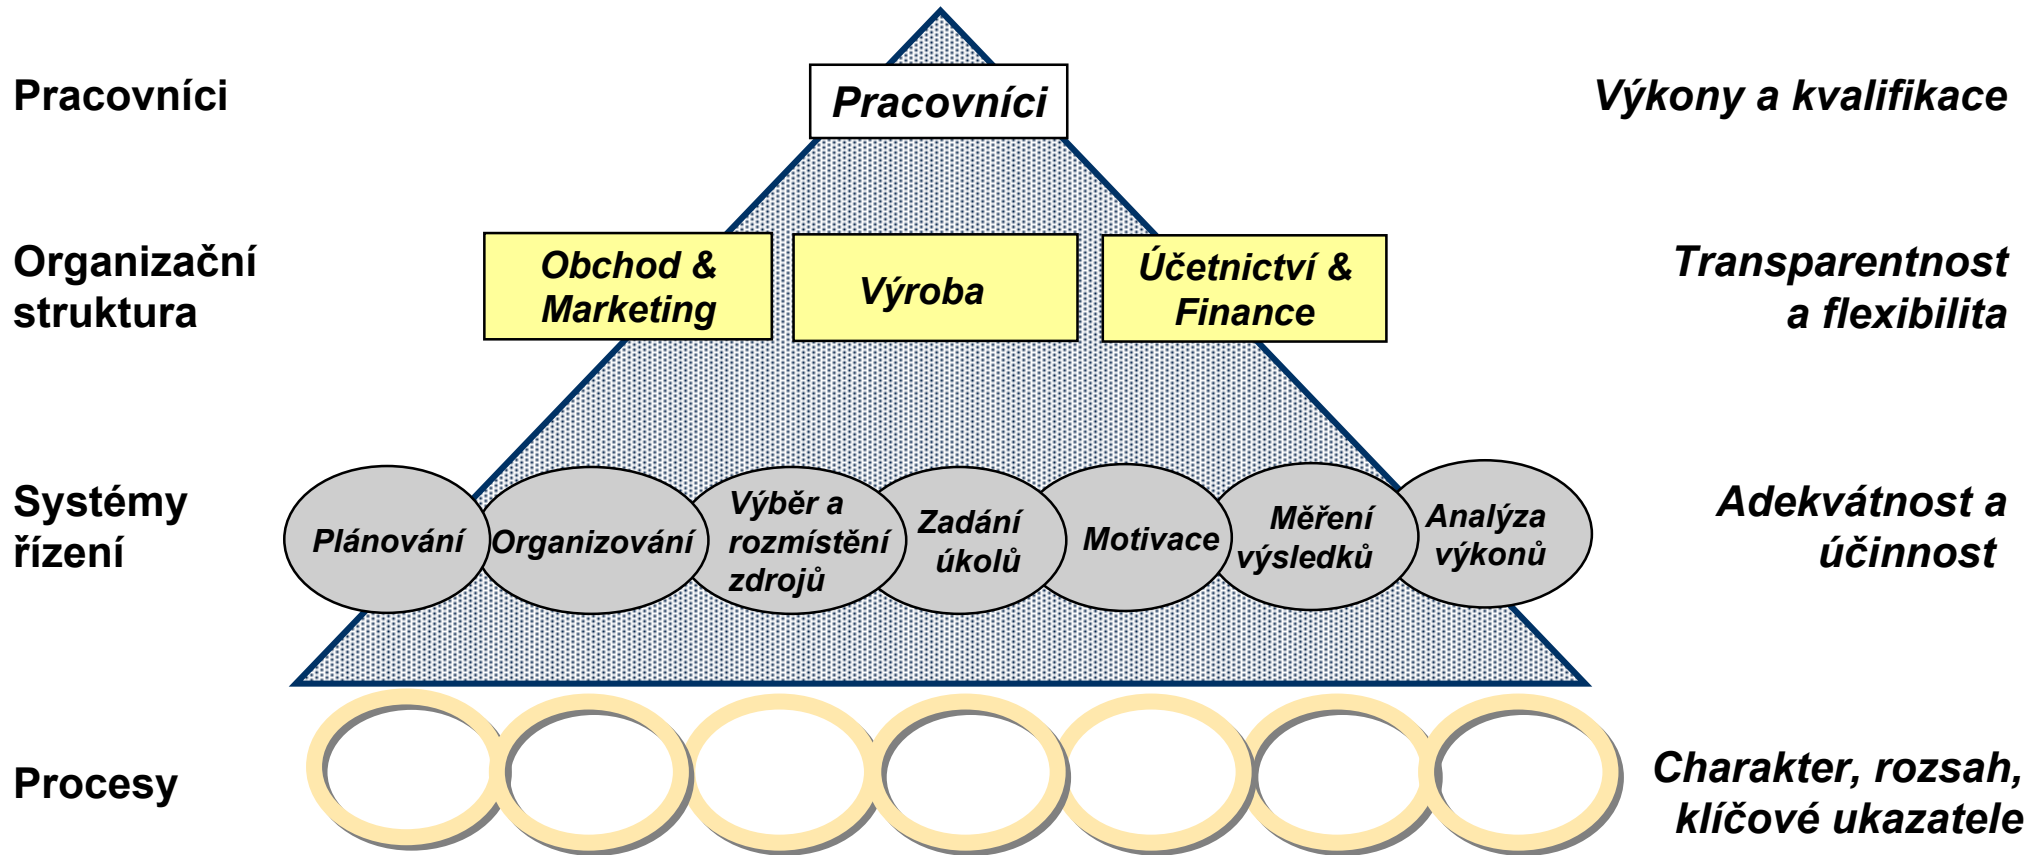 Pracovníci
Pracovníci
Výkony a kvalifikace
Organizační
struktura
Obchod &
Marketing
Výroba
Účetnictví &
Finance
Transparentnost
a flexibilita
Systémy
řízení
Plánování
Organizování
Výběr a
rozmístění
zdrojů
Zadání
úkolů
Motivace
Měření
výsledků
Analýza
výkonů
Adekvátnost a
účinnost
Procesy
Charakter, rozsah,
klíčové ukazatele